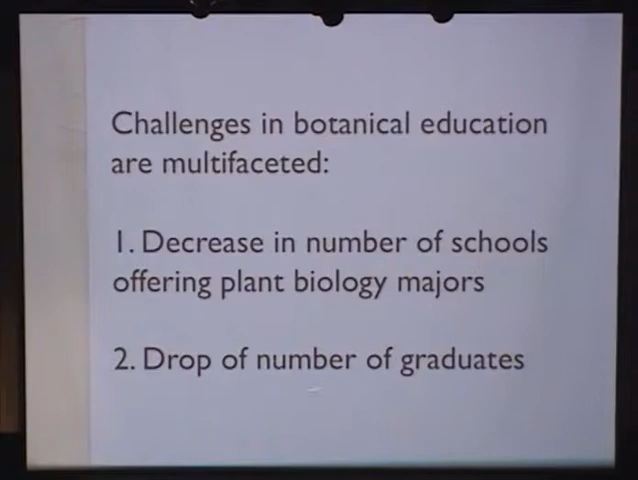 Challenges in botanical education
are multifaceted:
1. Decrease in number of schools
offering plant biology majors
2. Drop of number of graduates